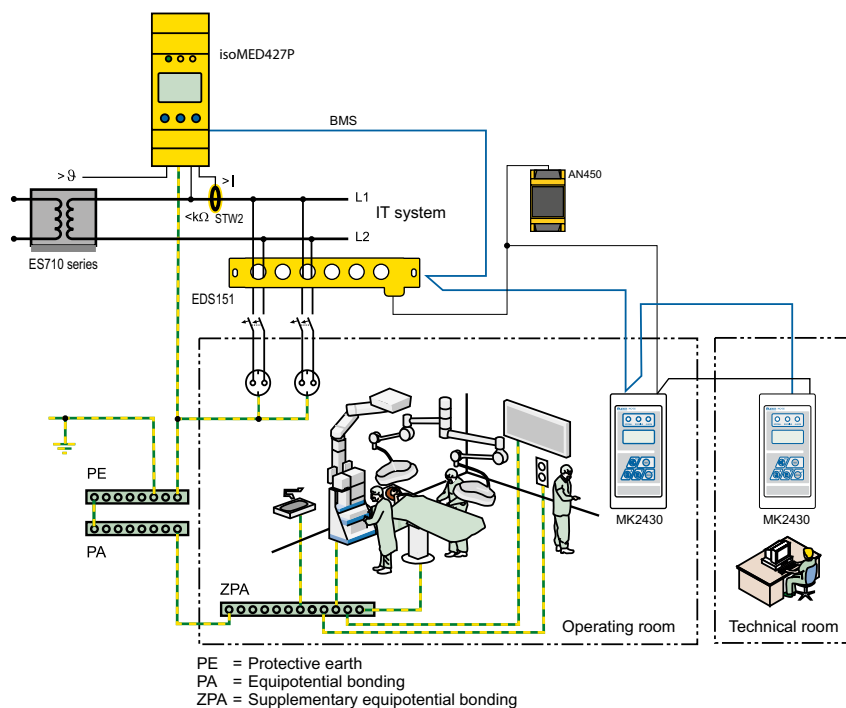 isoMED427P
BMS
>ϑ
>I
AN450
L1
IT system
<kΩ
STW2
L2
ES710 series
EDS151
PE
PA
MK2430
MK2430
ZPA
Operating room
Technical room
PE = Protective earth
PA = Equipotential bonding
ZPA = Supplementary equipotential bonding